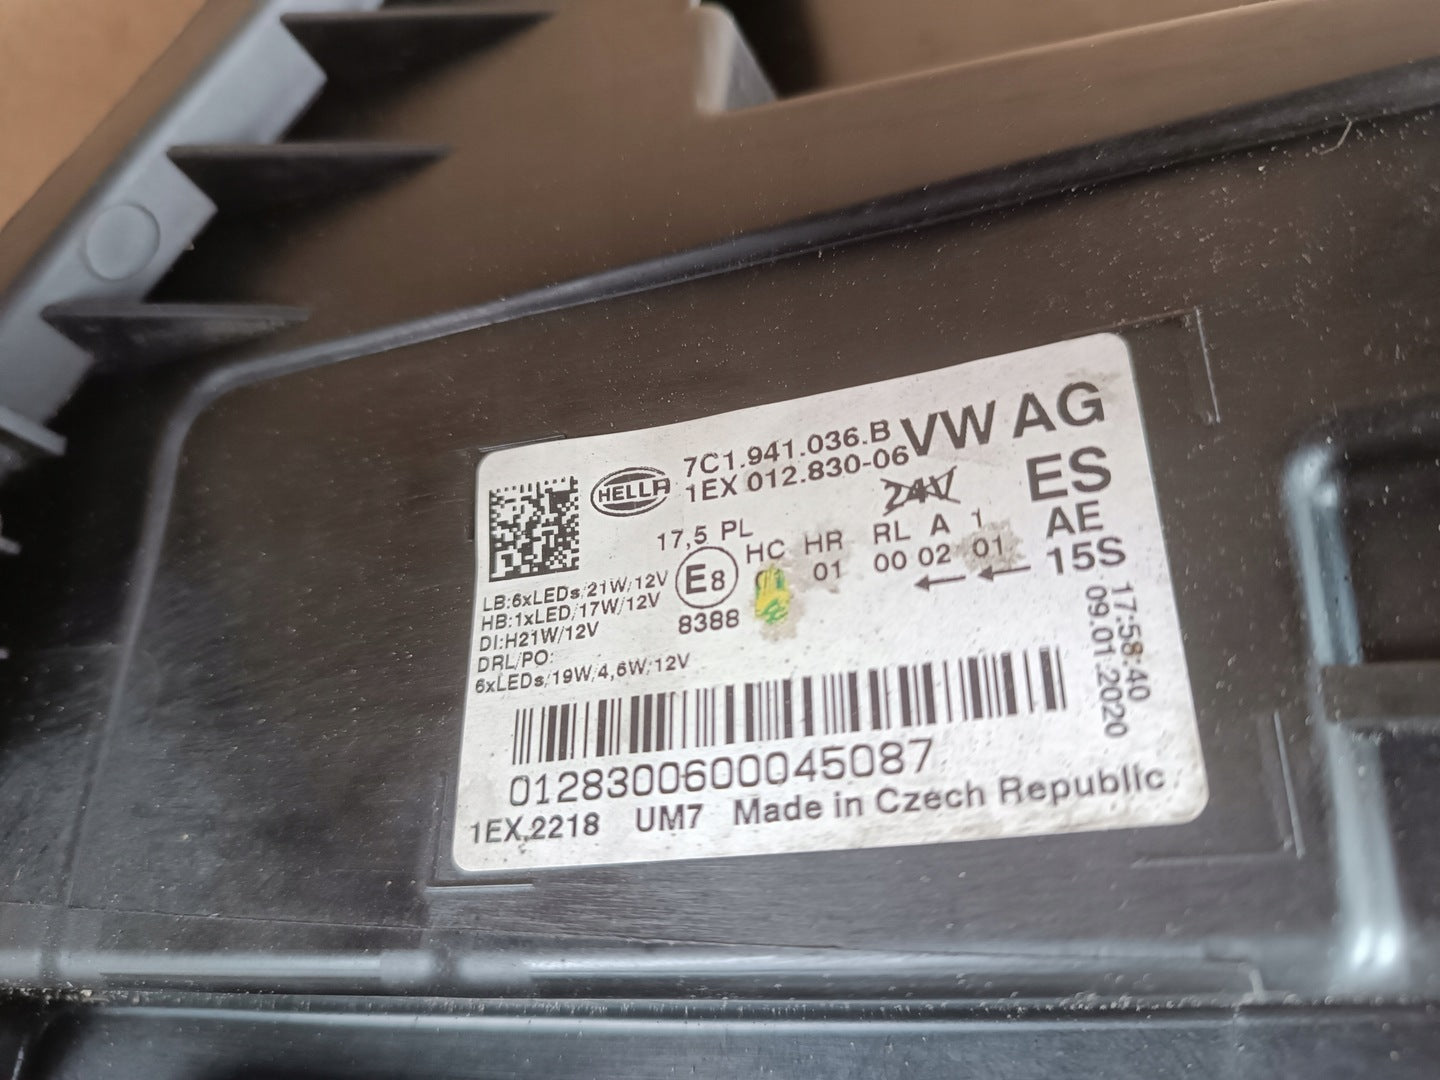 HELLA
7C1.941.036.B
1EX 012.830-06
VW AG
24V
ES
17,5 PL
HC HR RL A 1
AE
E8
01 00 02 01
15S
8388
LB:6xLEDs/21W/12V
HB:1xLED/17W/12V
DI:H21W/12V
DRL/PO:
6xLEDs/19W/4,6W/12V
17:58:40
09.01.2020
0128300600045087
1EX.2218 UM7 Made in Czech Republic